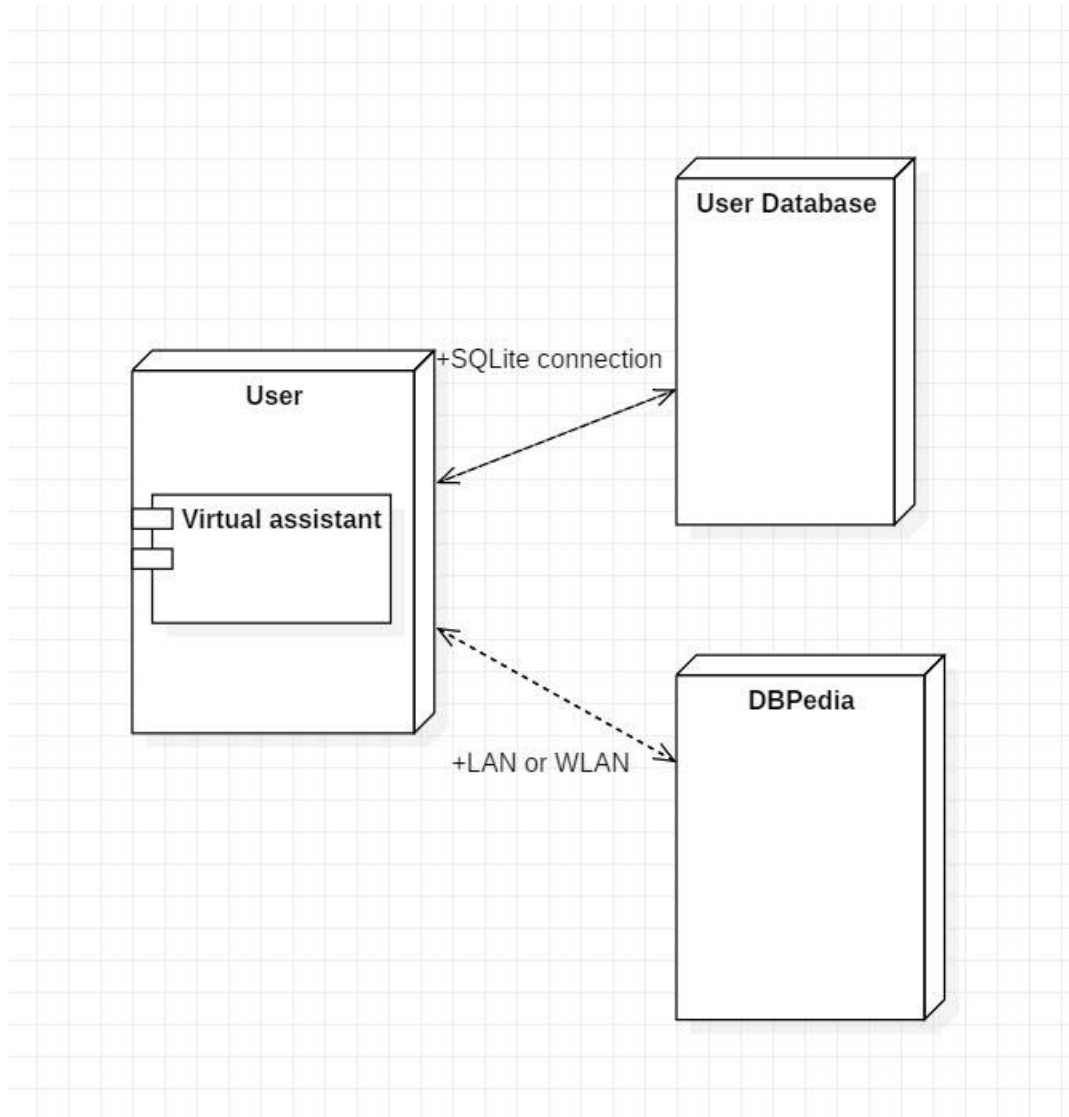 User Database
+SQLite connection
User
Virtual assistant
DBPedia
+LAN or WLAN